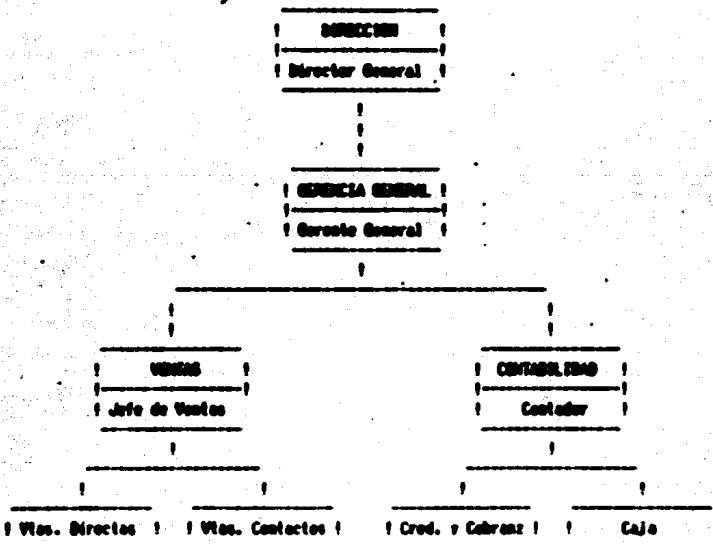 DIRECCION
Director General
GERENCIA GENERAL
Gerente General
VENTAS
CONTABILIDAD
Jefe de Ventas
Contador
Vtas. Directas
Vtas. Contactos
Cred. y Cobranz
Caja